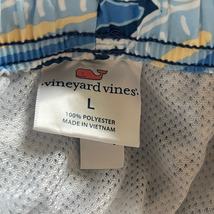 vineyard vines
L
100% POLYESTER
MADE IN VIETNAM